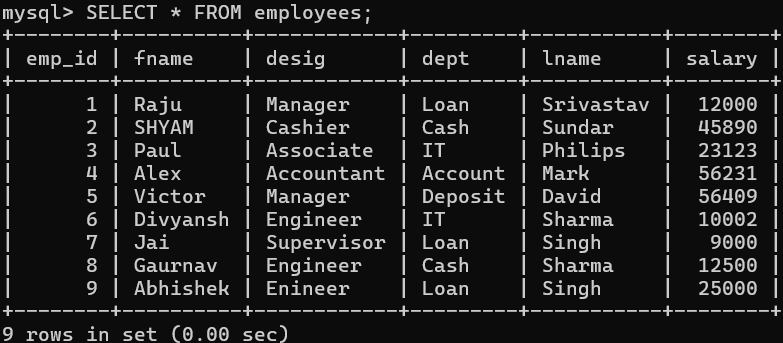 mysql> SELECT * FROM employees;
+--------+----------+------------+---------+-----------+--------+
| emp_id | fname    | desig      | dept    | lname     | salary |
+--------+----------+------------+---------+-----------+--------+
|      1 | Raju     | Manager    | Loan    | Srivastav |  12000 |
|      2 | SHYAM    | Cashier    | Cash    | Sundar    |  45890 |
|      3 | Paul     | Associate  | IT      | Philips   |  23123 |
|      4 | Alex     | Accountant | Account | Mark      |  56231 |
|      5 | Victor   | Manager    | Deposit | David     |  56409 |
|      6 | Divyansh | Engineer   | IT      | Sharma    |  10002 |
|      7 | Jai      | Supervisor | Loan    | Singh     |   9000 |
|      8 | Gaurnav  | Engineer   | Cash    | Sharma    |  12500 |
|      9 | Abhishek | Enineer    | Loan    | Singh     |  25000 |
+--------+----------+------------+---------+-----------+--------+
9 rows in set (0.00 sec)